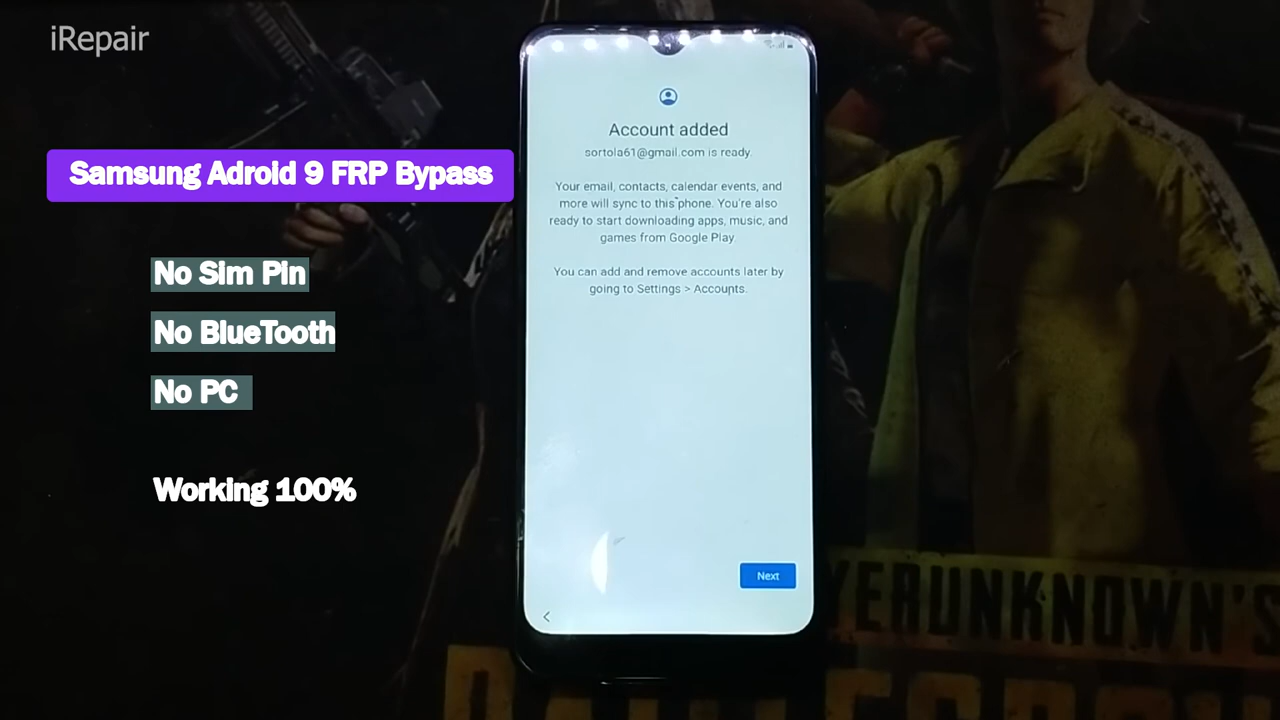 iRepair
Samsung Adroid 9 FRP Bypass
No Sim Pin
No BlueTooth
No PC
Working 100%
Account added
sortola61@gmail.com is ready.
Your email, contacts, calendar events, and
more will sync to this phone. You're also
ready to start downloading apps, music, and
games from Google Play.
You can add and remove accounts later by
going to Settings > Accounts.
Next
YERUNKNOWN'S